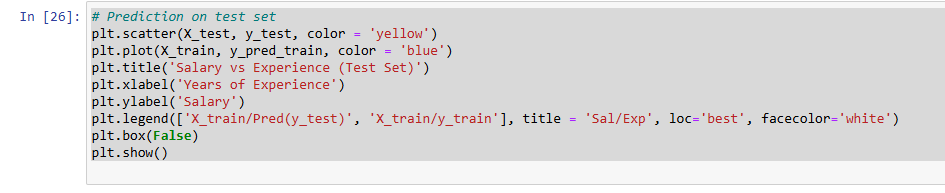 In [26]: # Prediction on test set
plt.scatter(X_test, y_test, color = 'yellow')
plt.plot(X_train, y_pred_train, color = 'blue')
plt.title('Salary vs Experience (Test Set)')
plt.xlabel('Years of Experience')
plt.ylabel('Salary')
plt.legend(['X_train/Pred(y_test)', 'X_train/y_train'], title = 'Sal/Exp', loc='best', facecolor='white')
plt.box(False)
plt.show()